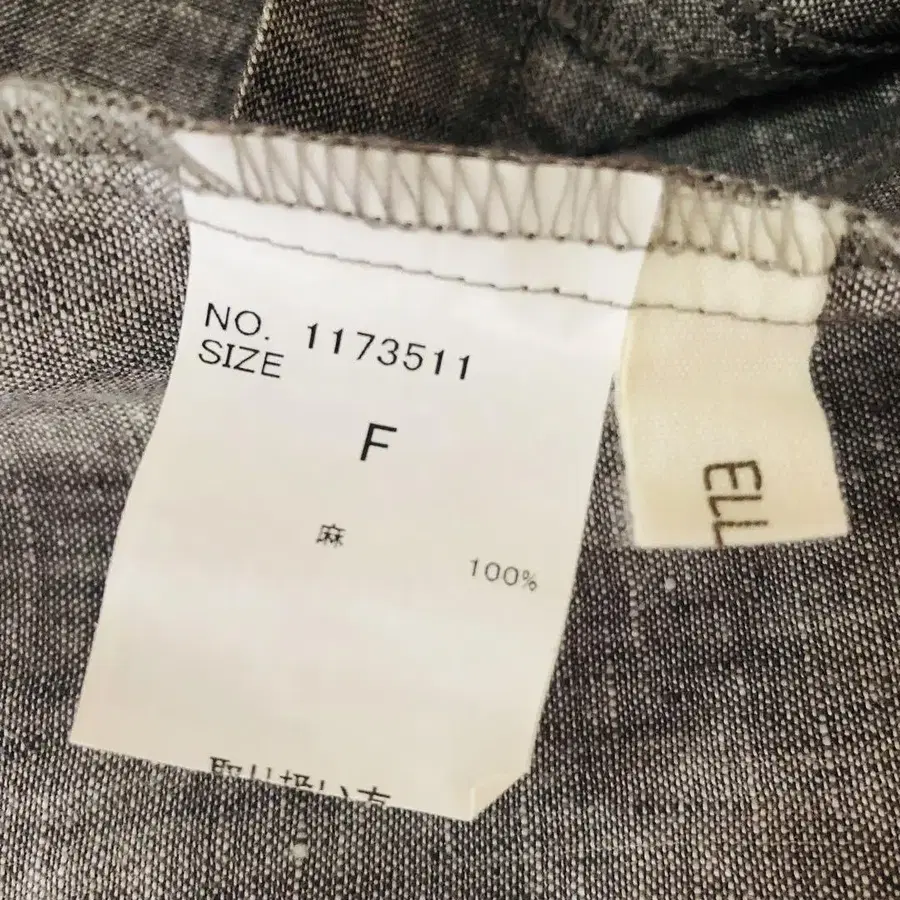 NO. 1173511
SIZE
F
麻 100%
ELL